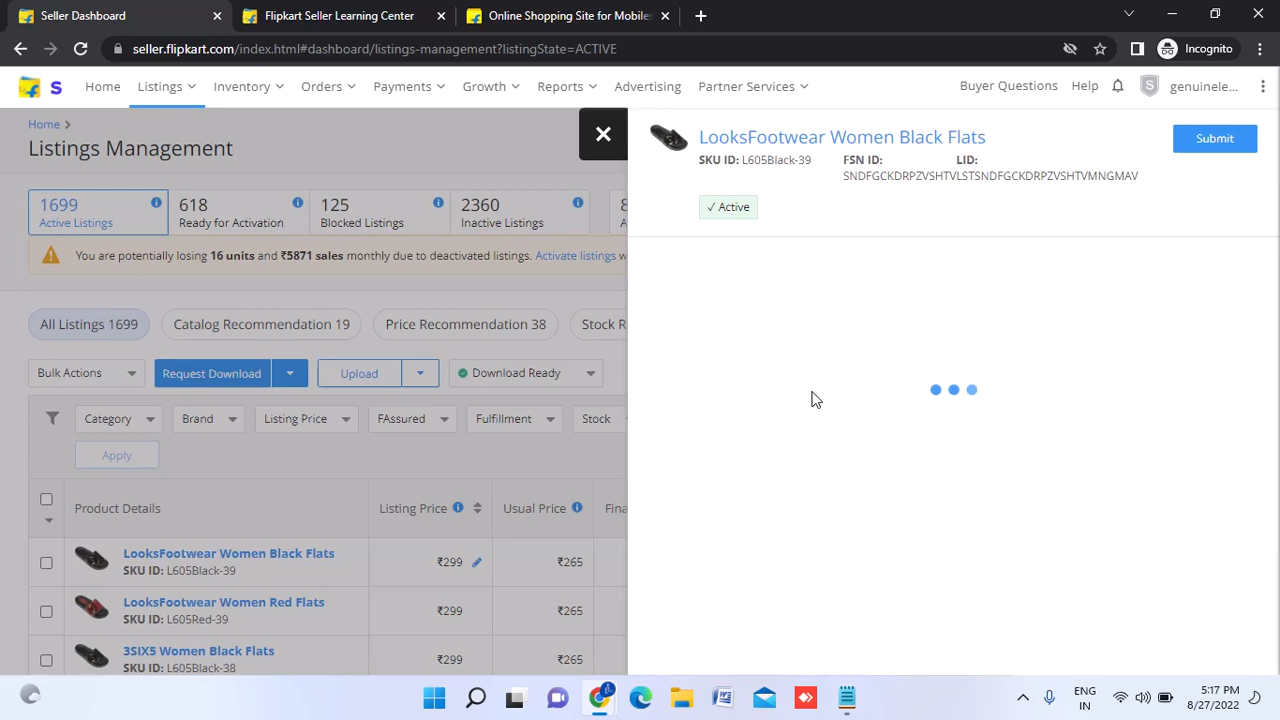 Seller Dashboard
Flipkart Seller Learning Center
Online Shopping Site for Mobiles
seller.flipkart.com/index.html#dashboard/listings-management?listingState=ACTIVE
Incognito
Home Listings Inventory Orders Payments Growth Reports Advertising Partner Services Buyer Questions Help S genuinele...
Home
Listings Management
1699
Active Listings
618
Ready for Activation
125
Blocked Listings
2360
Inactive Listings
You are potentially losing 16 units and ₹5871 sales monthly due to deactivated listings. Activate listings w
All Listings 1699
Catalog Recommendation 19
Price Recommendation 38
Stock R
Bulk Actions
Request Download
Upload
Download Ready
Category Brand Listing Price FAssured Fulfillment Stock
Apply
Product Details Listing Price Usual Price Fina
LooksFootwear Women Black Flats
SKU ID: L605Black-39
₹299 ₹265
LooksFootwear Women Red Flats
SKU ID: L605Red-39
₹299 ₹265
3SIX5 Women Black Flats
SKU ID: L605Black-38
₹299 ₹265
LooksFootwear Women Black Flats
Submit
SKU ID: L605Black-39 FSN ID: LID:
SNDFGCKDRPZVSHTVLSTSNDFGCKDRPZVSHTVMNGMAV
✓ Active
ENG
IN
5:17 PM
8/27/2022